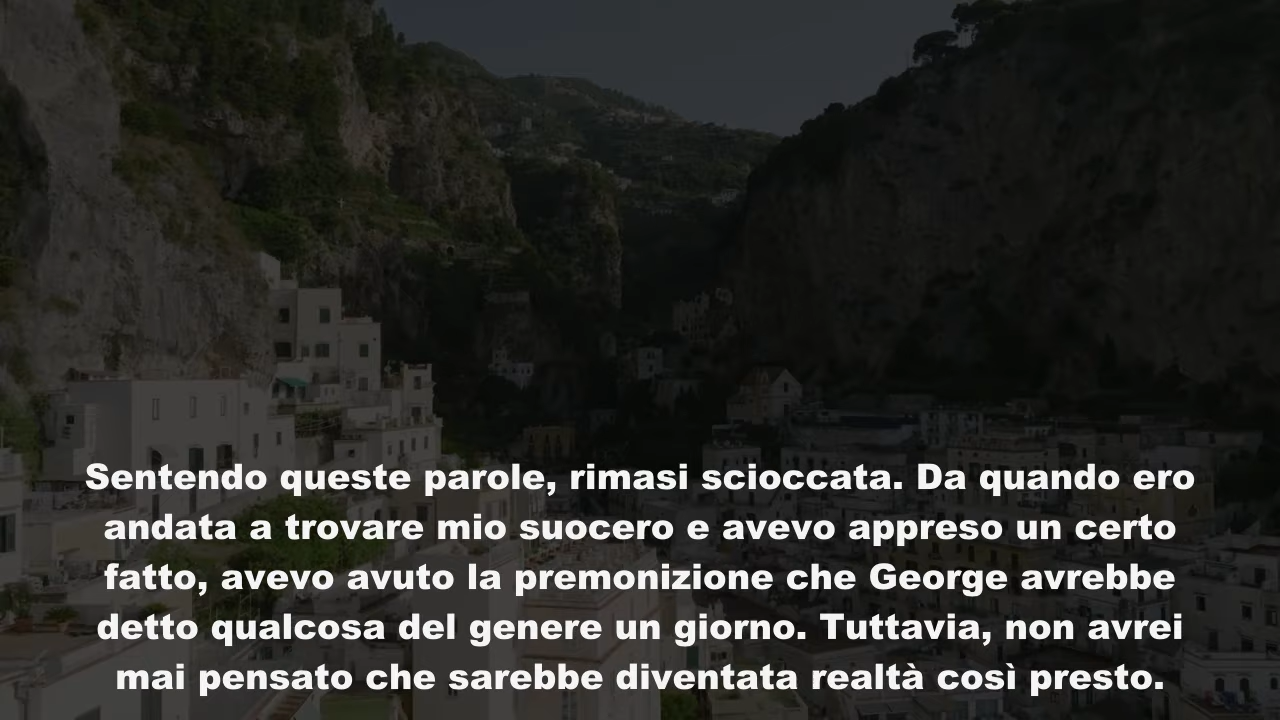 Sentendo queste parole, rimasi scioccata. Da quando ero
andata a trovare mio suocero e avevo appreso un certo
fatto, avevo avuto la premonizione che George avrebbe
detto qualcosa del genere un giorno. Tuttavia, non avrei
mai pensato che sarebbe diventata realtà così presto.